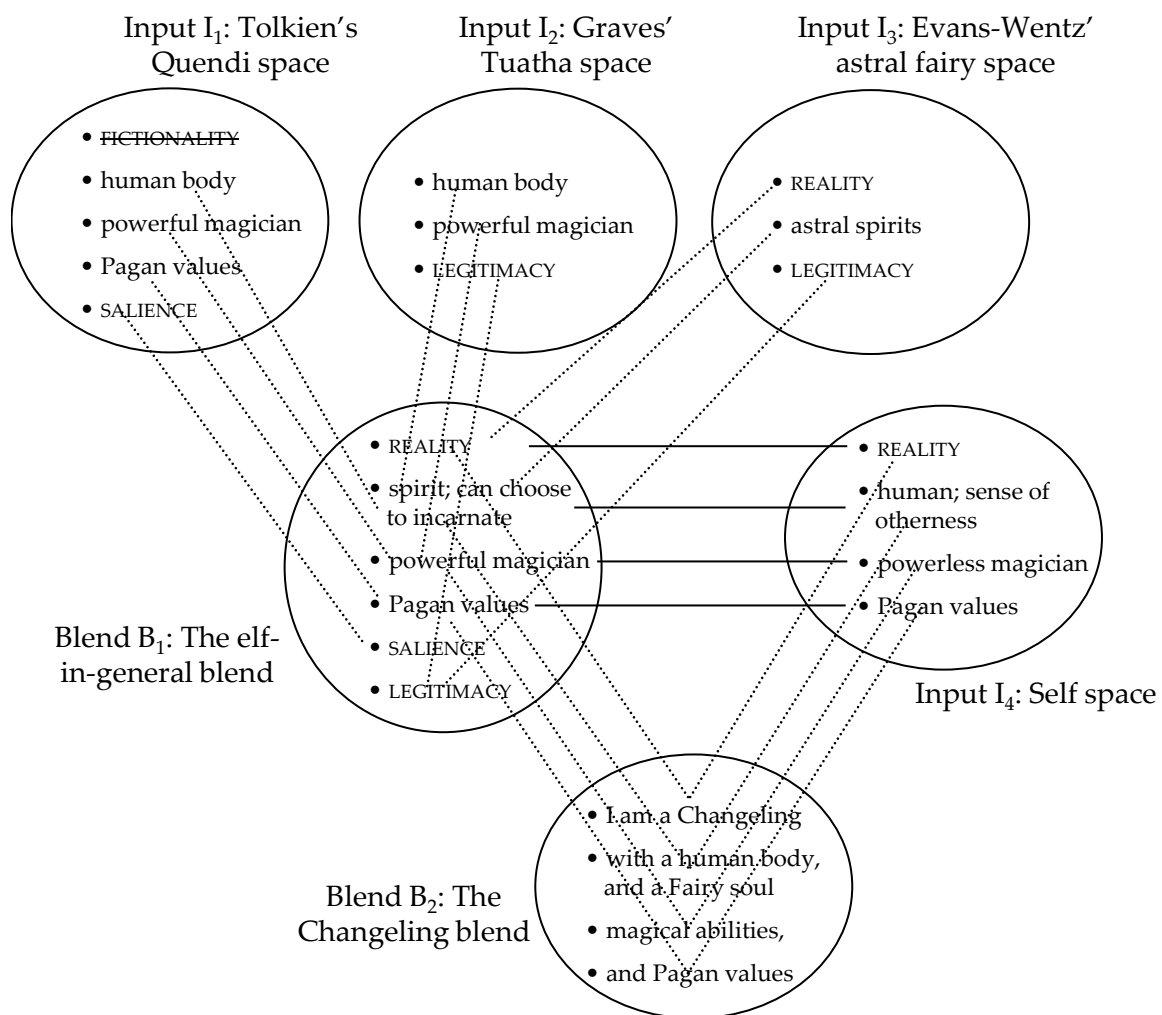 Input I₁: Tolkien's
Quendi space
Input I₂: Graves'
Tuatha space
Input I₃: Evans-Wentz'
astral fairy space
• FICTIONALITY
• human body
• powerful magician
• Pagan values
• SALIENCE
• human body
• powerful magician
• LEGITIMACY
• REALITY
• astral spirits
• LEGITIMACY
• REALITY
• spirit; can choose
to incarnate
• powerful magician
• Pagan values
• SALIENCE
• LEGITIMACY
Blend B₁: The elf-
in-general blend
• REALITY
• human; sense of
otherness
• powerless magician
• Pagan values
Input I₄: Self space
• I am a Changeling
• with a human body,
and a Fairy soul
• magical abilities,
• and Pagan values
Blend B₂: The
Changeling blend